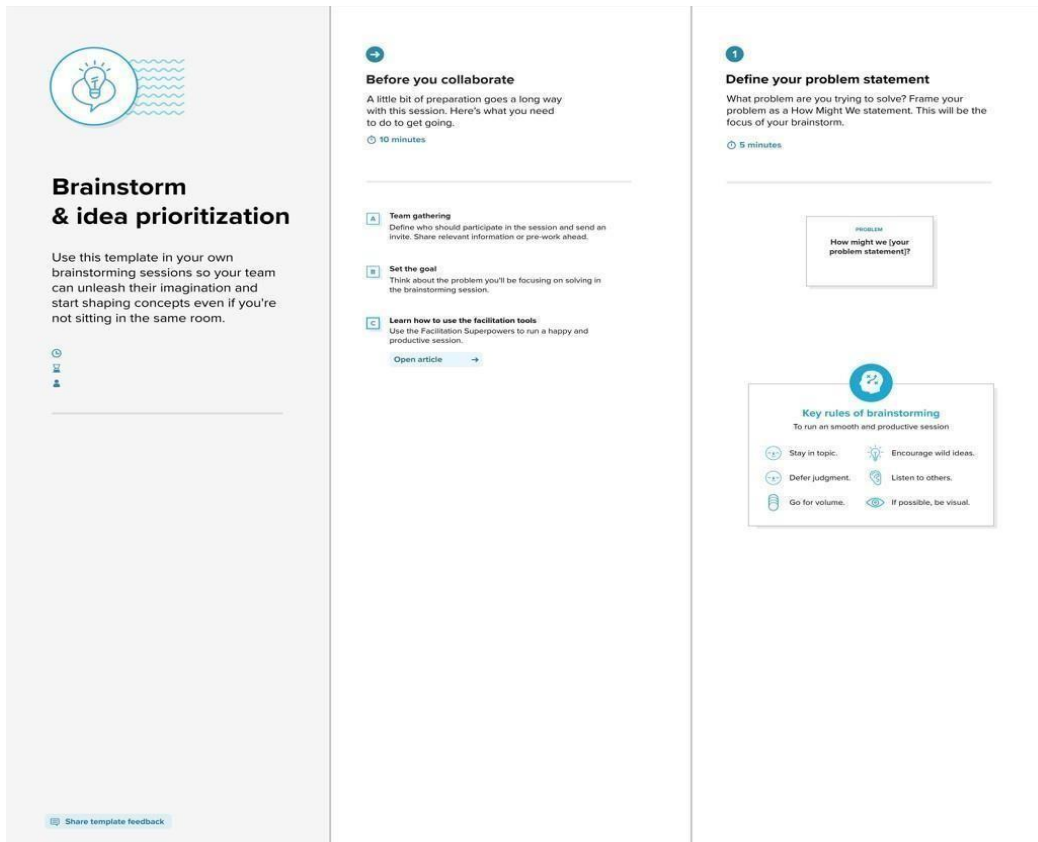 Brainstorm
& idea prioritization
Use this template in your own
brainstorming sessions so your team
can unleash their imagination and
start shaping concepts even if you're
not sitting in the same room.
Share template feedback
Before you collaborate
A little bit of preparation goes a long way
with this session. Here's what you need
to do to get going.
10 minutes
A
Team gathering
Define who should participate in the session and send an
invite. Share relevant information or pre-work ahead.
B
Set the goal
Think about the problem you'll be focusing on solving in
the brainstorming session.
C
Learn how to use the facilitation tools
Use the Facilitation Superpowers to run a happy and
productive session.
Open article
1
Define your problem statement
What problem are you trying to solve? Frame your
problem as a How Might We statement. This will be the
focus of your brainstorm.
5 minutes
PROBLEM
How might we [your
problem statement]?
Key rules of brainstorming
To run an smooth and productive session
Stay in topic.
Encourage wild ideas.
Defer judgment.
Listen to others.
Go for volume.
If possible, be visual.